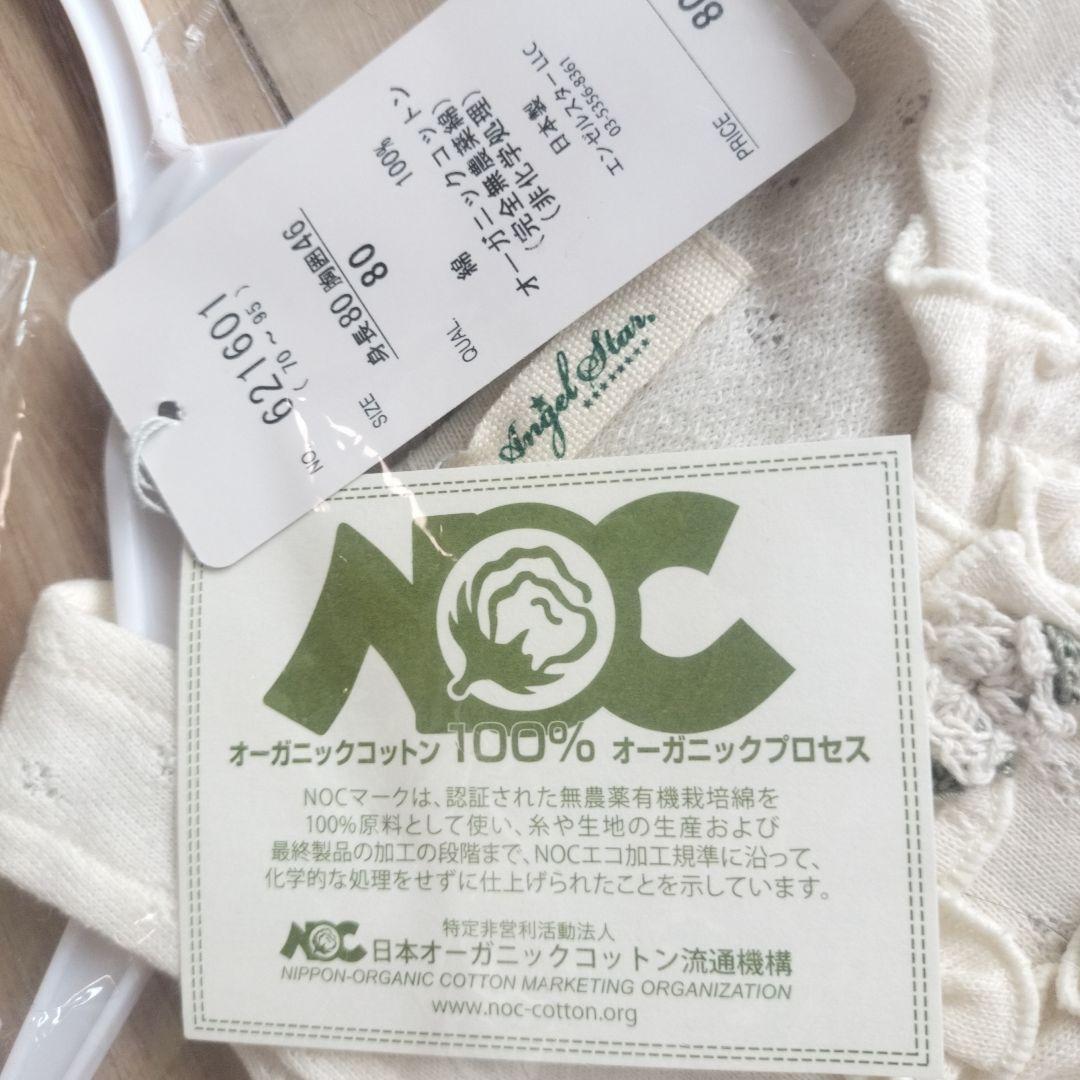 80
NO. 6216601
( 70 ~ 95 )
SIZE 身長80 胸囲46
80
QUAL. 綿 100%
オーガニックコットン
(完全無農薬綿)
(非化学処理)
日本製
エンゼルスターLLC
03-5356-8361
PRICE
Angel Star.
NOC
オーガニックコットン 100% オーガニックプロセス
NOCマークは、認証された無農薬有機栽培綿を
100%原料として使い、糸や生地の生産および
最終製品の加工の段階まで、NOCエコ加工規準に沿って、
化学的な処理をせずに仕上げられたことを示しています。
特定非営利活動法人
NOC 日本オーガニックコットン流通機構
NIPPON-ORGANIC COTTON MARKETING ORGANIZATION
www.noc-cotton.org